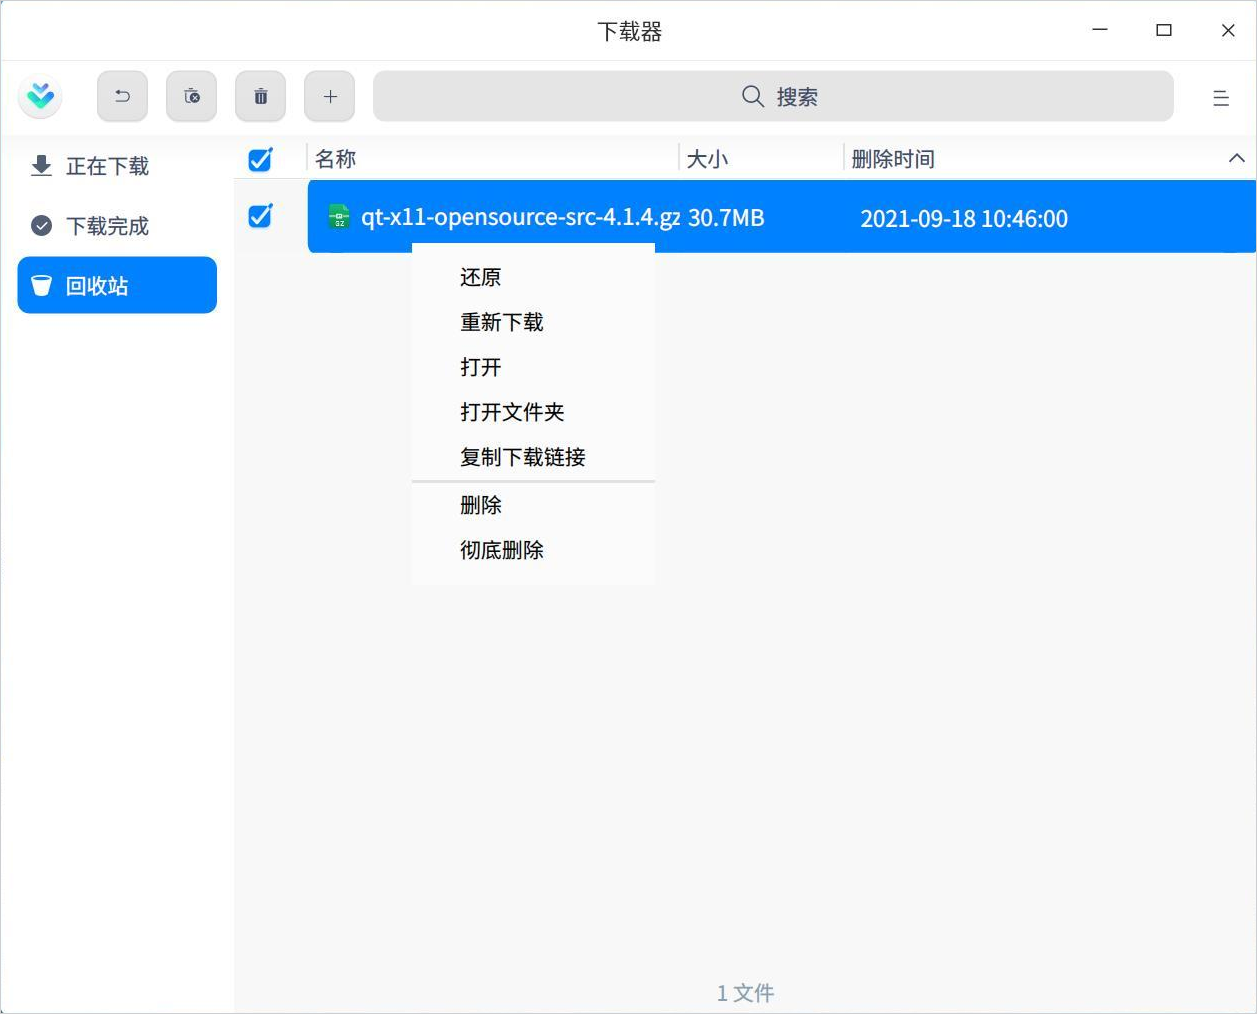 下载器
搜索
正在下载
下载完成
回收站
名称 大小 删除时间
qt-x11-opensource-src-4.1.4.gz 30.7MB 2021-09-18 10:46:00
还原
重新下载
打开
打开文件夹
复制下载链接
删除
彻底删除
1 文件